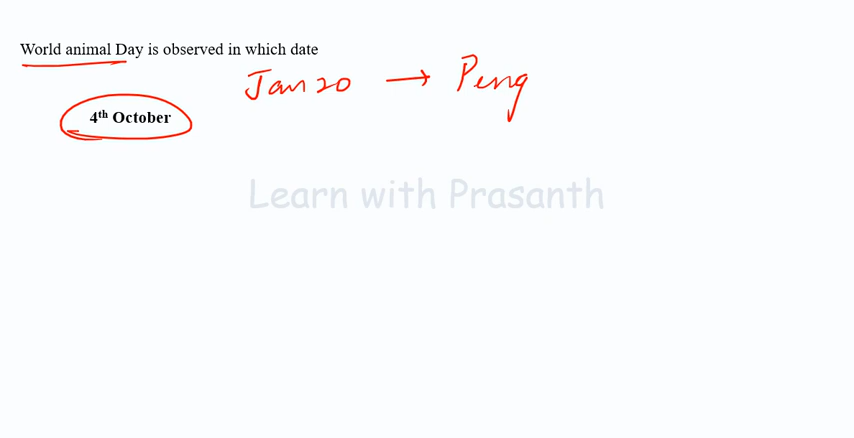 World animal Day is observed in which date
Jan 20 → Peng
4th October
Learn with Prasanth